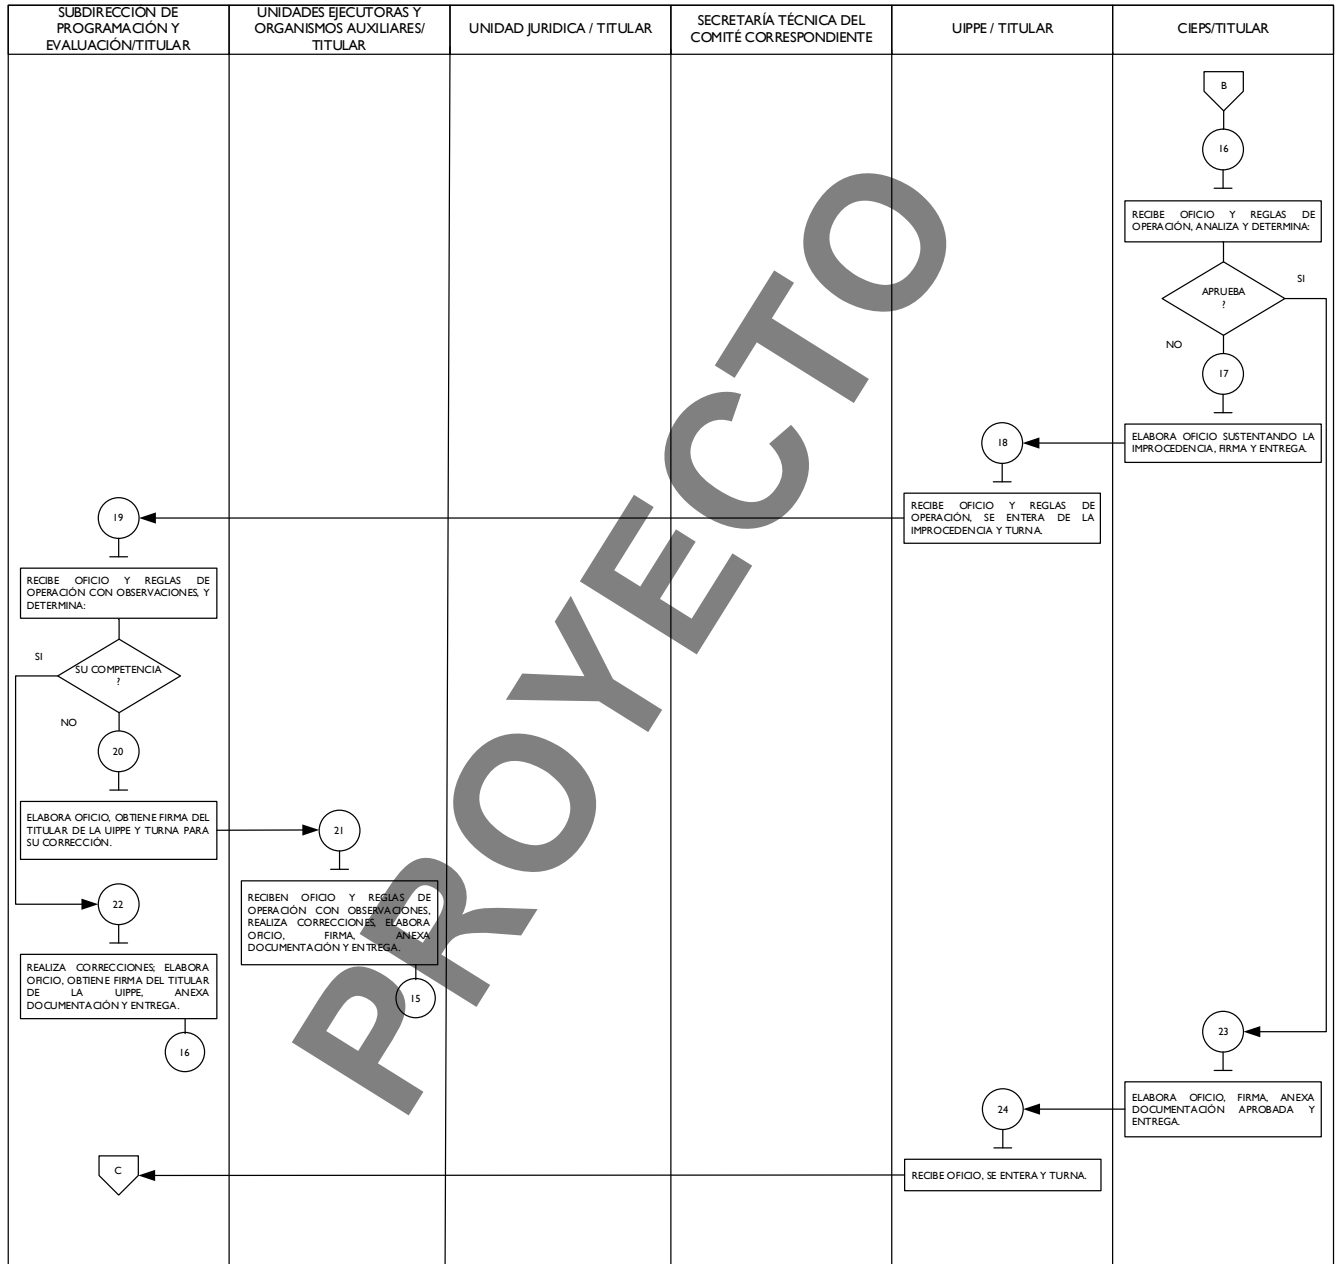 SUBDIRECCIÓN DE
PROGRAMACIÓN Y
EVALUACIÓN/TITULAR
UNIDADES EJECUTORAS Y
ORGANISMOS AUXILIARES/
TITULAR
UNIDAD JURIDICA / TITULAR
SECRETARÍA TÉCNICA DEL
COMITÉ CORRESPONDIENTE
UIPPE / TITULAR
CIEPS/TITULAR
B
16
RECIBE OFICIO Y REGLAS DE
OPERACIÓN, ANALIZA Y DETERMINA:
APRUEBA
?
SI
NO
17
ELABORA OFICIO SUSTENTANDO LA
IMPROCEDENCIA, FIRMA Y ENTREGA.
18
RECIBE OFICIO Y REGLAS DE
OPERACIÓN, SE ENTERA DE LA
IMPROCEDENCIA Y TURNA.
19
RECIBE OFICIO Y REGLAS DE
OPERACIÓN CON OBSERVACIONES, Y
DETERMINA:
SU COMPETENCIA
?
SI
NO
20
ELABORA OFICIO, OBTIENE FIRMA DEL
TITULAR DE LA UIPPE Y TURNA PARA
SU CORRECCIÓN.
21
RECIBEN OFICIO Y REGLAS DE
OPERACIÓN CON OBSERVACIONES,
REALIZA CORRECCIONES, ELABORA
OFICIO, FIRMA, ANEXA
DOCUMENTACIÓN Y ENTREGA.
15
22
REALIZA CORRECCIONES; ELABORA
OFICIO, OBTIENE FIRMA DEL TITULAR
DE LA UIPPE, ANEXA
DOCUMENTACIÓN Y ENTREGA.
16
23
ELABORA OFICIO, FIRMA, ANEXA
DOCUMENTACIÓN APROBADA Y
ENTREGA.
24
RECIBE OFICIO, SE ENTERA Y TURNA.
C
PROYECTO